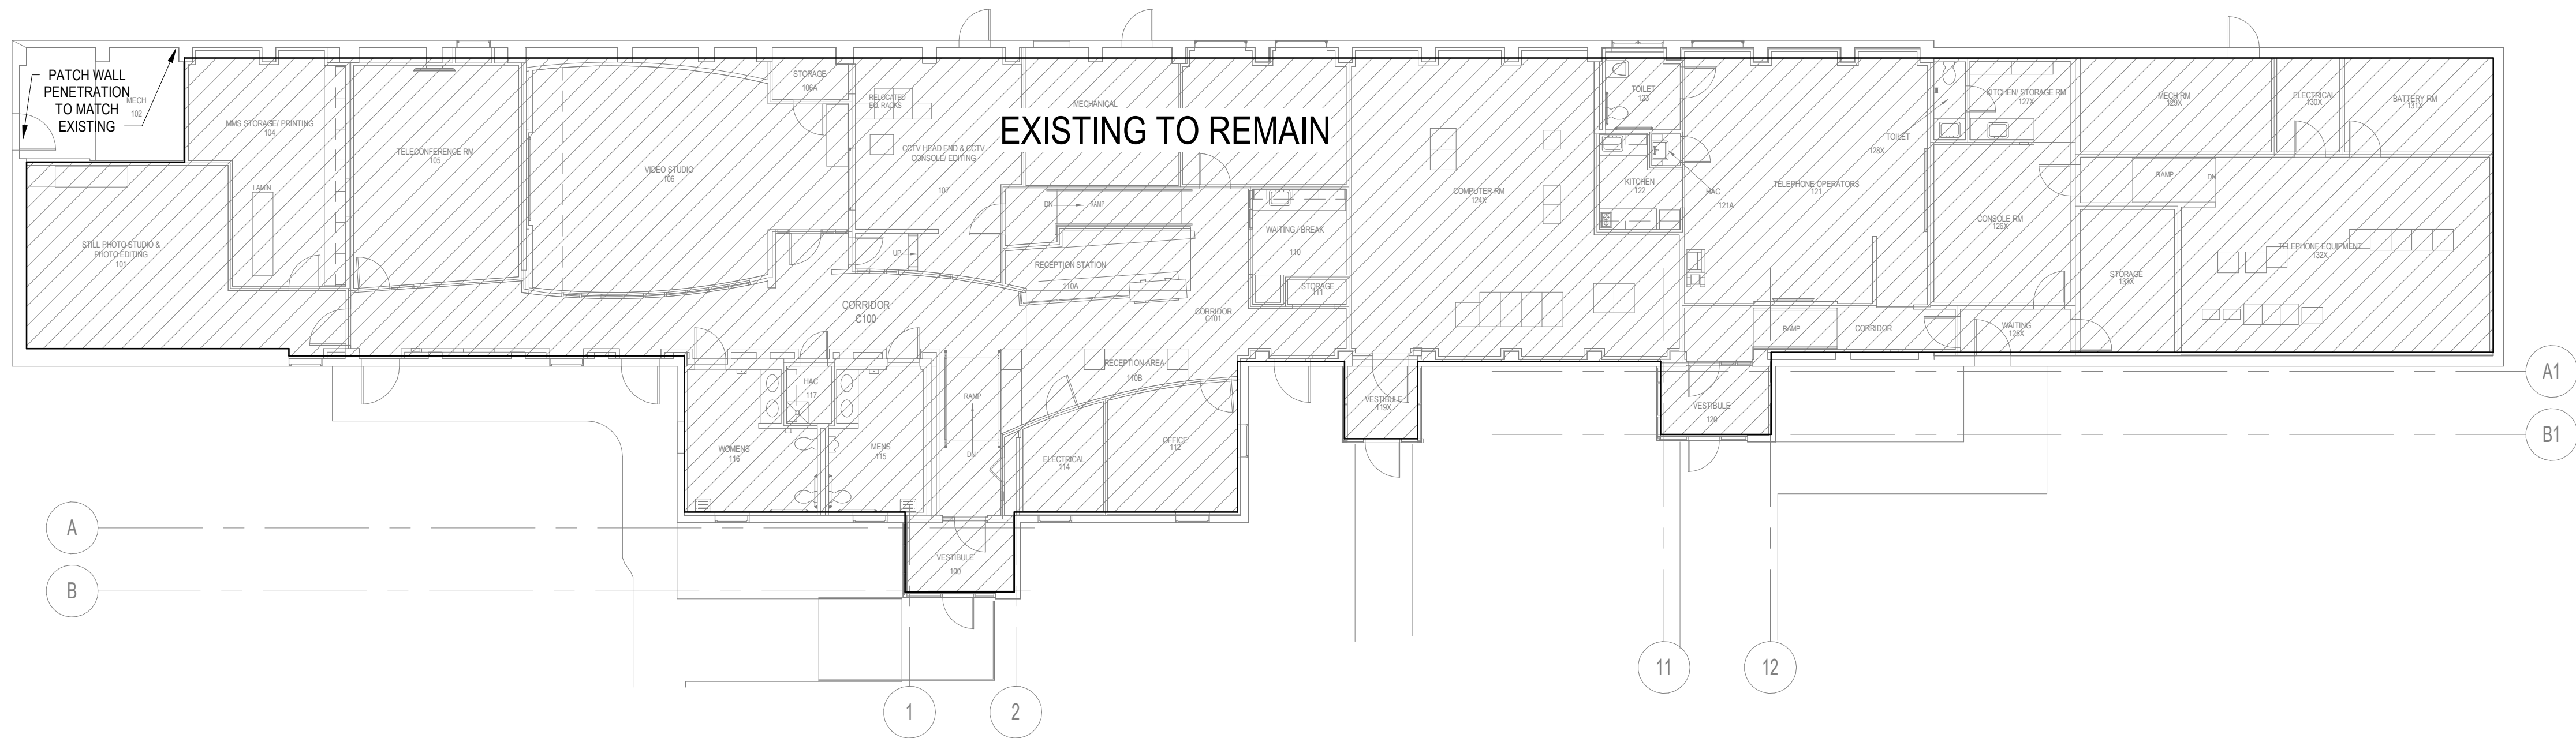 PATCH WALL
PENETRATION
TO MATCH
EXISTING
MECH
102
MMS STORAGE/ PRINTING
104
LAMIN
STILL PHOTO STUDIO &
PHOTO EDITING
101
TELECONFERENCE RM
105
VIDEO STUDIO
106
STORAGE
106A
RELOCATED
EQ. RACKS
CCTV HEAD END & CCTV
CONSOLE/ EDITING
107
MECHANICAL
EXISTING TO REMAIN
DN
RAMP
UP
RECEPTION STATION
110A
CORRIDOR
C100
CORRIDOR
C101
WAITING / BREAK
110
STORAGE
111
COMPUTER RM
124X
TOILET
123
KITCHEN
122
HAC
121A
TELEPHONE OPERATORS
121
TOILET
128X
KITCHEN/ STORAGE RM
127X
CONSOLE RM
126X
MECH RM
129X
ELECTRICAL
130X
BATTERY RM
131X
RAMP
DN
TELEPHONE EQUIPMENT
132X
STORAGE
133X
WAITING
125X
RAMP
CORRIDOR
RECEPTION AREA
110B
HAC
117
WOMENS
116
MENS
115
RAMP
DN
ELECTRICAL
114
OFFICE
112
VESTIBULE
119X
VESTIBULE
120
VESTIBULE
100
A1
B1
A
B
1
2
11
12